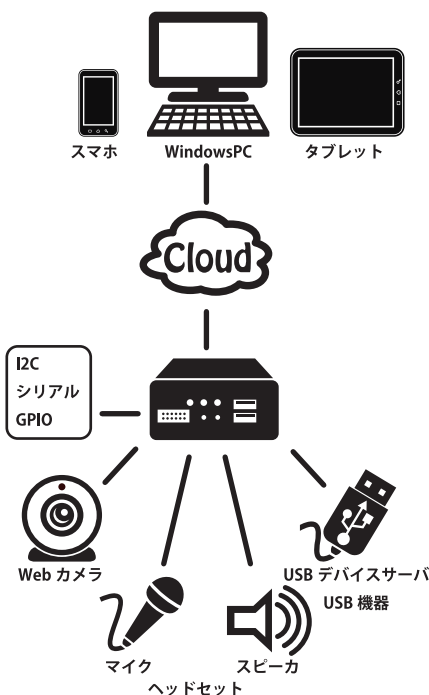 スマホ
WindowsPC
タブレット
Cloud
I2C
シリアル
GPIO
Web カメラ
USB デバイスサーバ
USB 機器
マイク
スピーカ
ヘッドセット